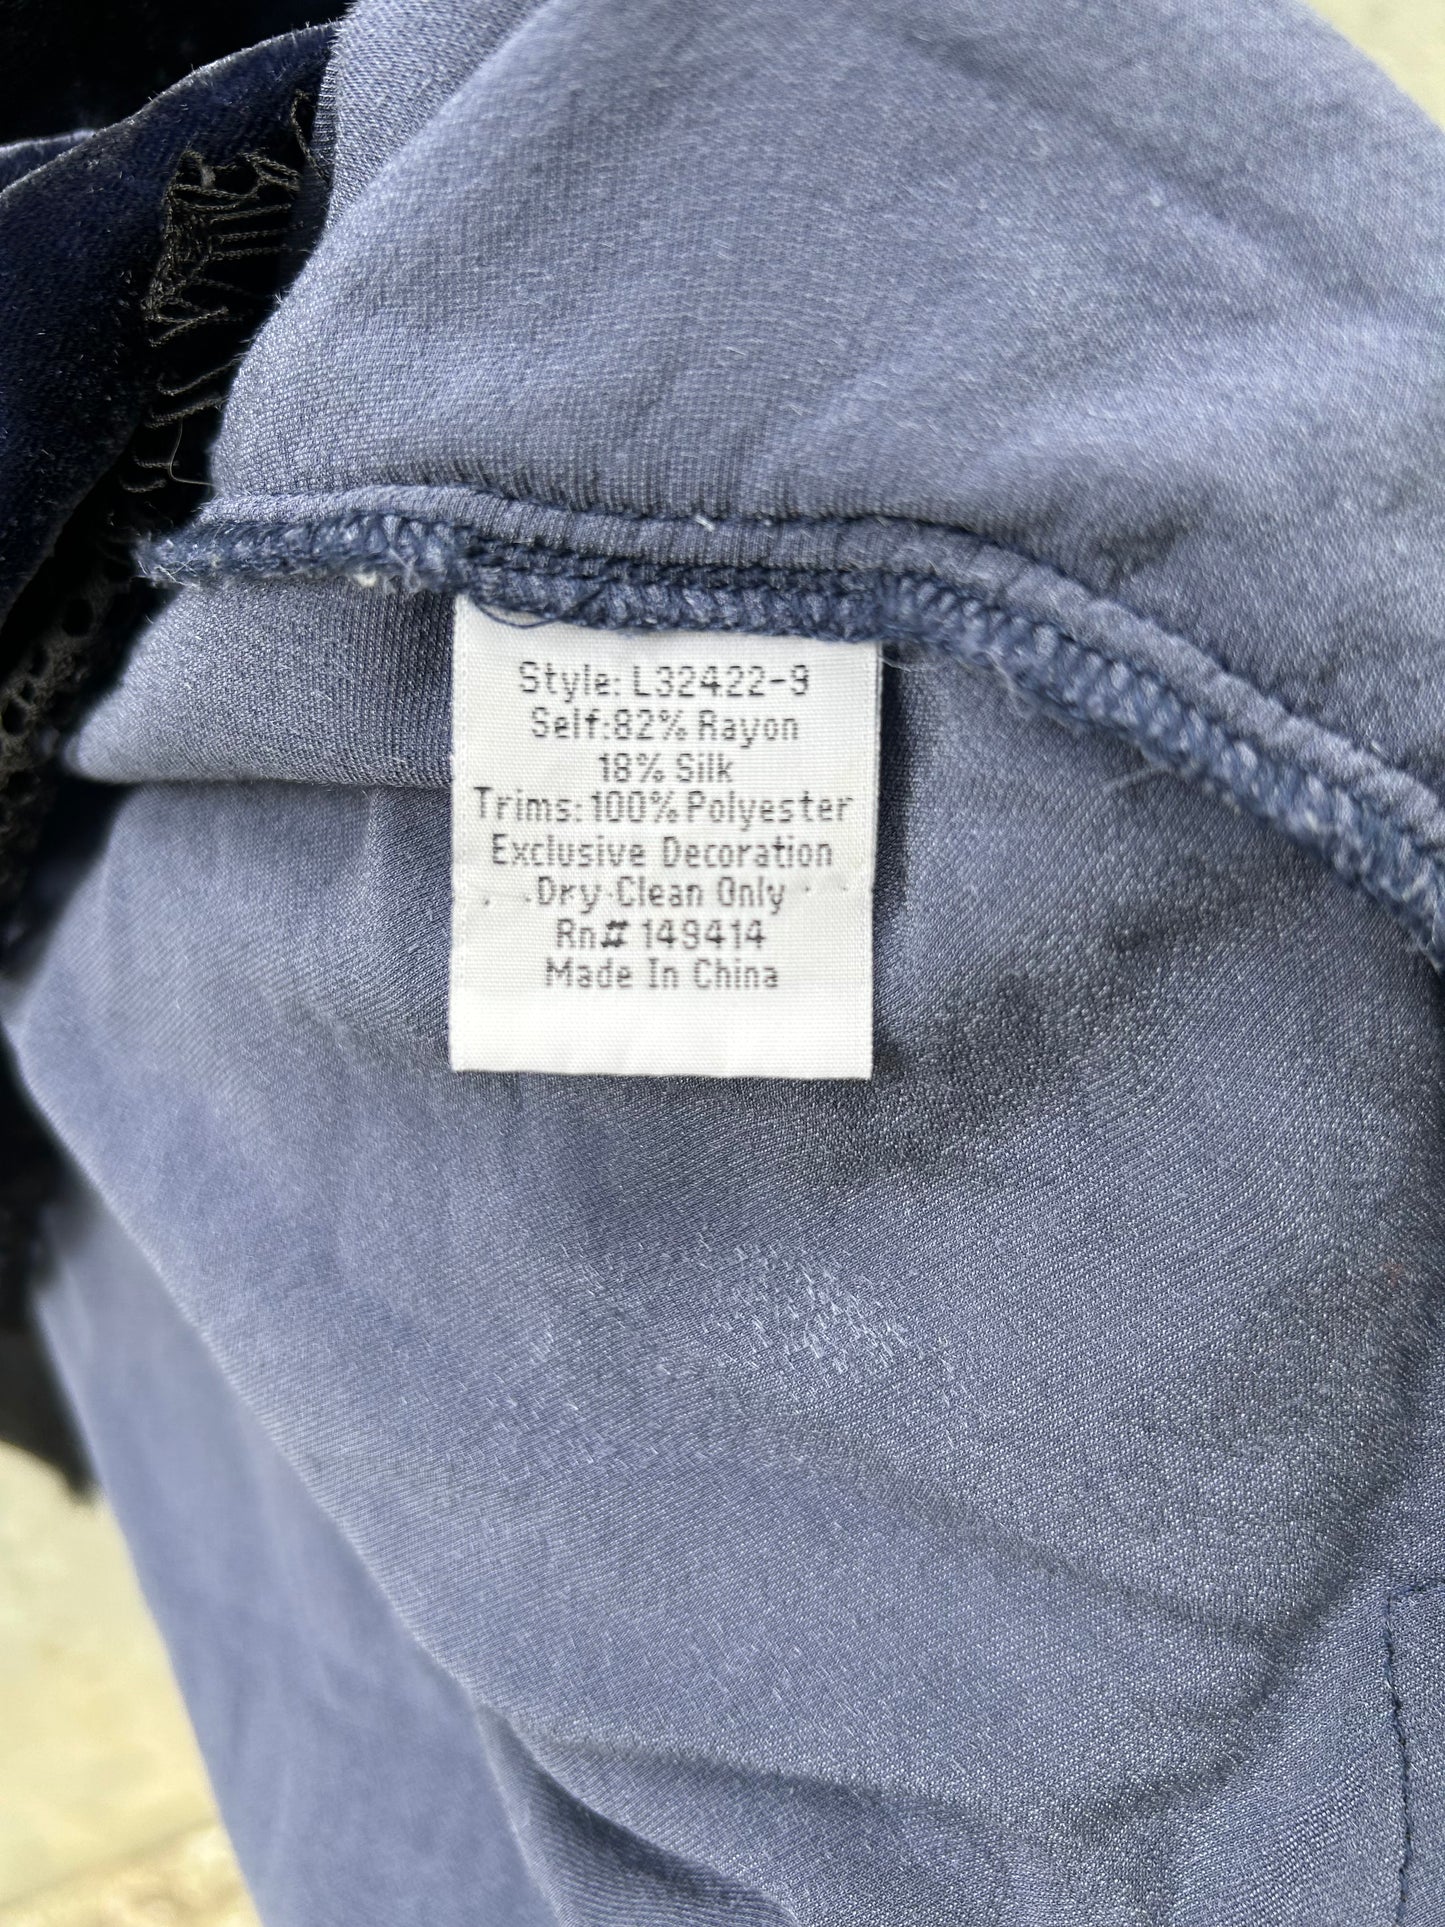 Style: L32422-9
Self:82% Rayon
18% Silk
Trims: 100% Polyester
Exclusive Decoration
Dry Clean Only
Rn# 149414
Made In China